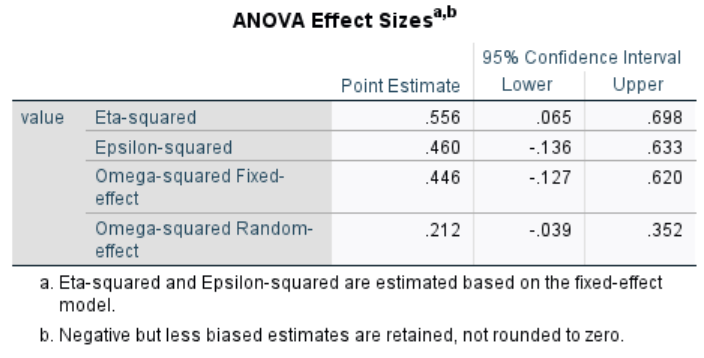 ANOVA Effect Sizesa,b
95% Confidence Interval
Point Estimate Lower Upper
value Eta-squared .556 .065 .698
Epsilon-squared .460 -.136 .633
Omega-squared Fixed-
effect .446 -.127 .620
Omega-squared Random-
effect .212 -.039 .352
a. Eta-squared and Epsilon-squared are estimated based on the fixed-effect
model.
b. Negative but less biased estimates are retained, not rounded to zero.